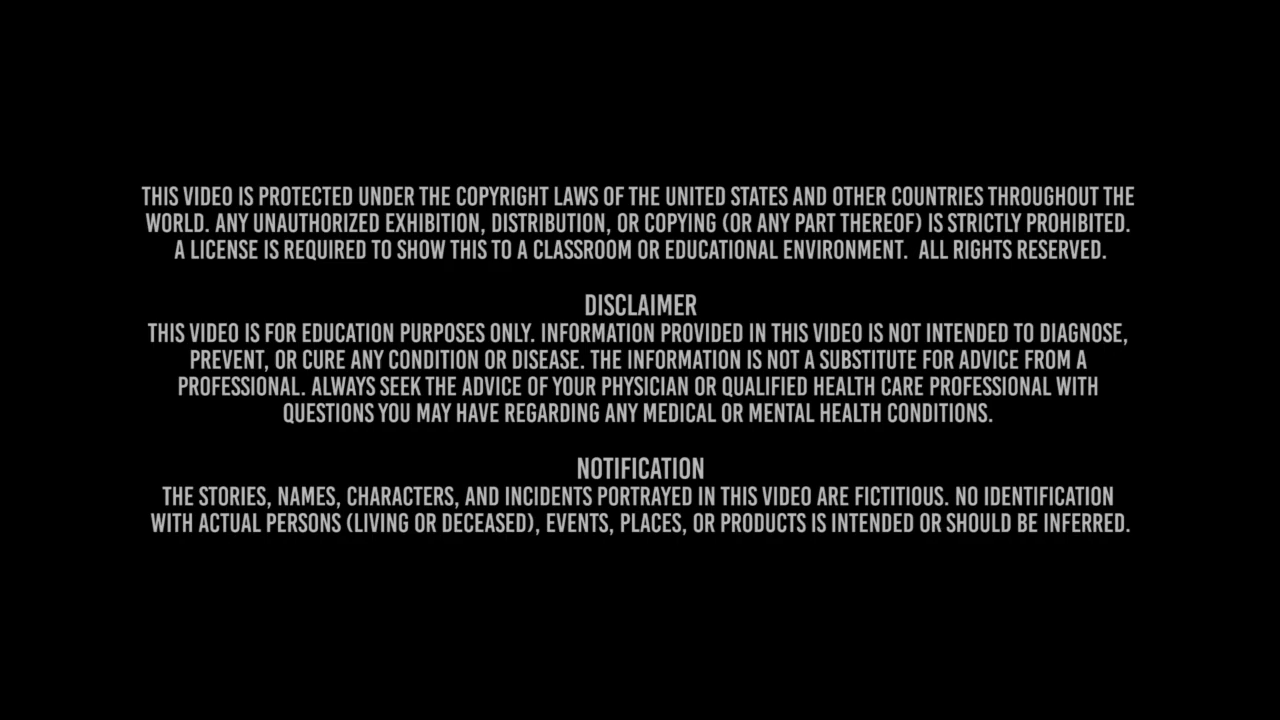 THIS VIDEO IS PROTECTED UNDER THE COPYRIGHT LAWS OF THE UNITED STATES AND OTHER COUNTRIES THROUGHOUT THE
WORLD. ANY UNAUTHORIZED EXHIBITION, DISTRIBUTION, OR COPYING (OR ANY PART THEREOF) IS STRICTLY PROHIBITED.
A LICENSE IS REQUIRED TO SHOW THIS TO A CLASSROOM OR EDUCATIONAL ENVIRONMENT. ALL RIGHTS RESERVED.
DISCLAIMER
THIS VIDEO IS FOR EDUCATION PURPOSES ONLY. INFORMATION PROVIDED IN THIS VIDEO IS NOT INTENDED TO DIAGNOSE,
PREVENT, OR CURE ANY CONDITION OR DISEASE. THE INFORMATION IS NOT A SUBSTITUTE FOR ADVICE FROM A
PROFESSIONAL. ALWAYS SEEK THE ADVICE OF YOUR PHYSICIAN OR QUALIFIED HEALTH CARE PROFESSIONAL WITH
QUESTIONS YOU MAY HAVE REGARDING ANY MEDICAL OR MENTAL HEALTH CONDITIONS.
NOTIFICATION
THE STORIES, NAMES, CHARACTERS, AND INCIDENTS PORTRAYED IN THIS VIDEO ARE FICTITIOUS. NO IDENTIFICATION
WITH ACTUAL PERSONS (LIVING OR DECEASED), EVENTS, PLACES, OR PRODUCTS IS INTENDED OR SHOULD BE INFERRED.